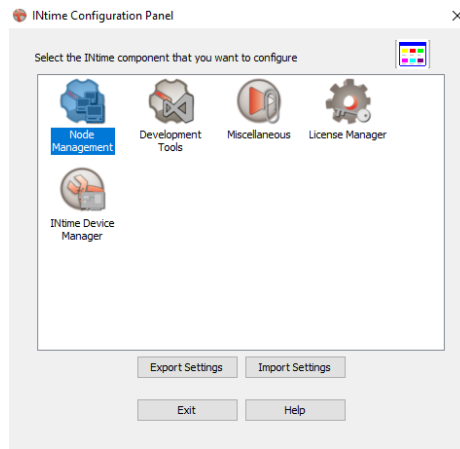 INtime Configuration Panel
Select the INtime component that you want to configure
Node
Management
Development
Tools
Miscellaneous
License Manager
INtime Device
Manager
Export Settings
Import Settings
Exit
Help